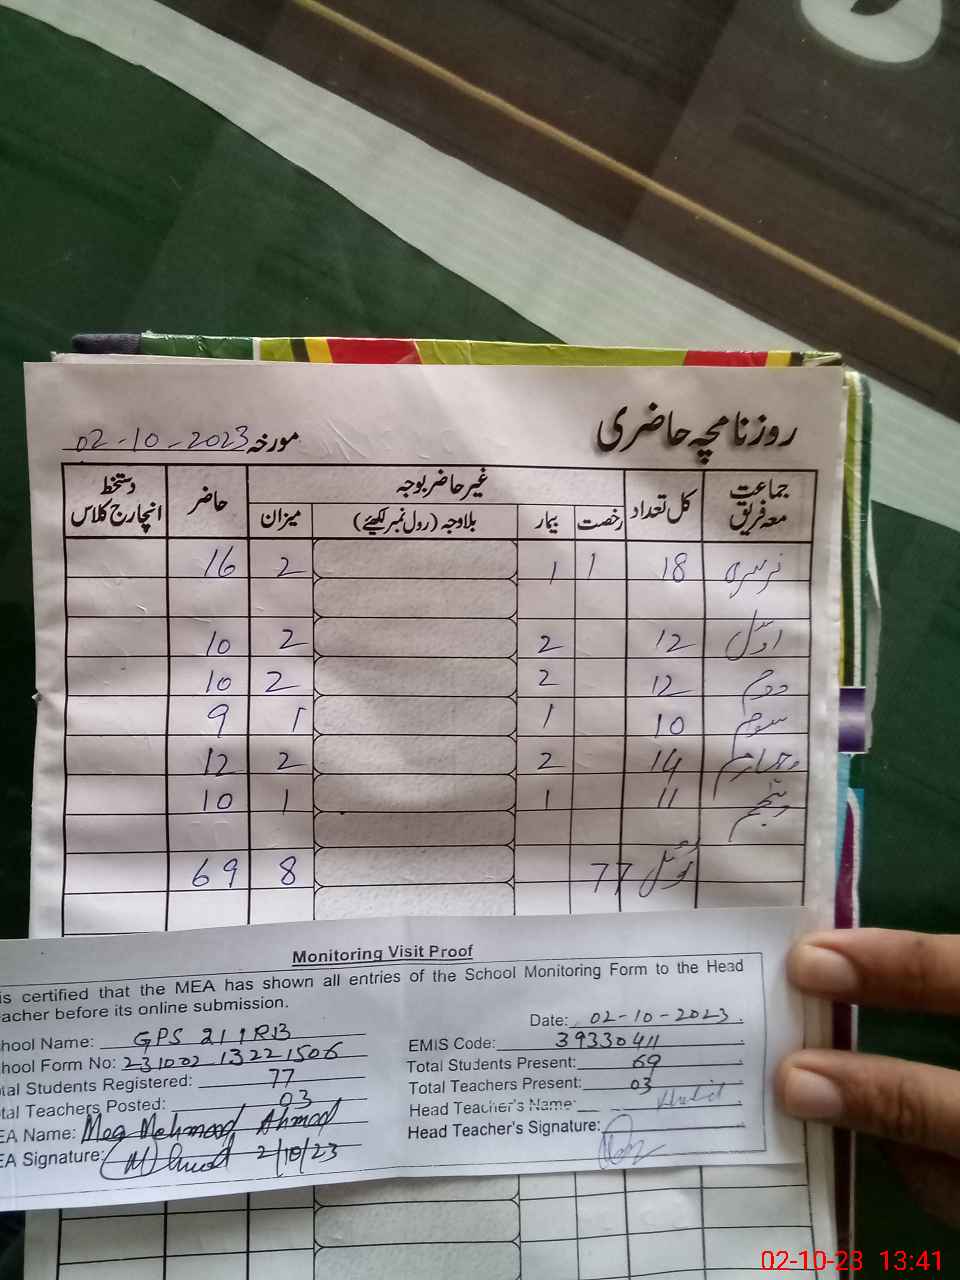 روزنامچہ حاضری
مورخہ 02-10-2023
جماعت معہ فریق کل تعداد غیر حاضر بوجہ حاضر دستخط انچارج کلاس
رخصت بیمار بلاوجہ (رول نمبر لکھئے) میزان
نرسری 18 1 1 2 16
اول 12 2 2 10
دوم 12 2 2 10
سوم 10 1 1 9
چہارم 14 2 2 12
پنجم 11 1 1 10
ٹوٹل 77 8 69
Monitoring Visit Proof
is certified that the MEA has shown all entries of the School Monitoring Form to the Head
eacher before its online submission.
Date: 02-10-2023
chool Name: GPS 211RB
EMIS Code: 39330411
chool Form No: 231002 13221506
Total Students Present: 69
tal Students Registered: 77
Total Teachers Present: 03
tal Teachers Posted: 03
Head Teacher's Name:
EA Name: Mea Mehmood Ahmad
Head Teacher's Signature:
EA Signature: 2/10/23
02-10-23 13:41